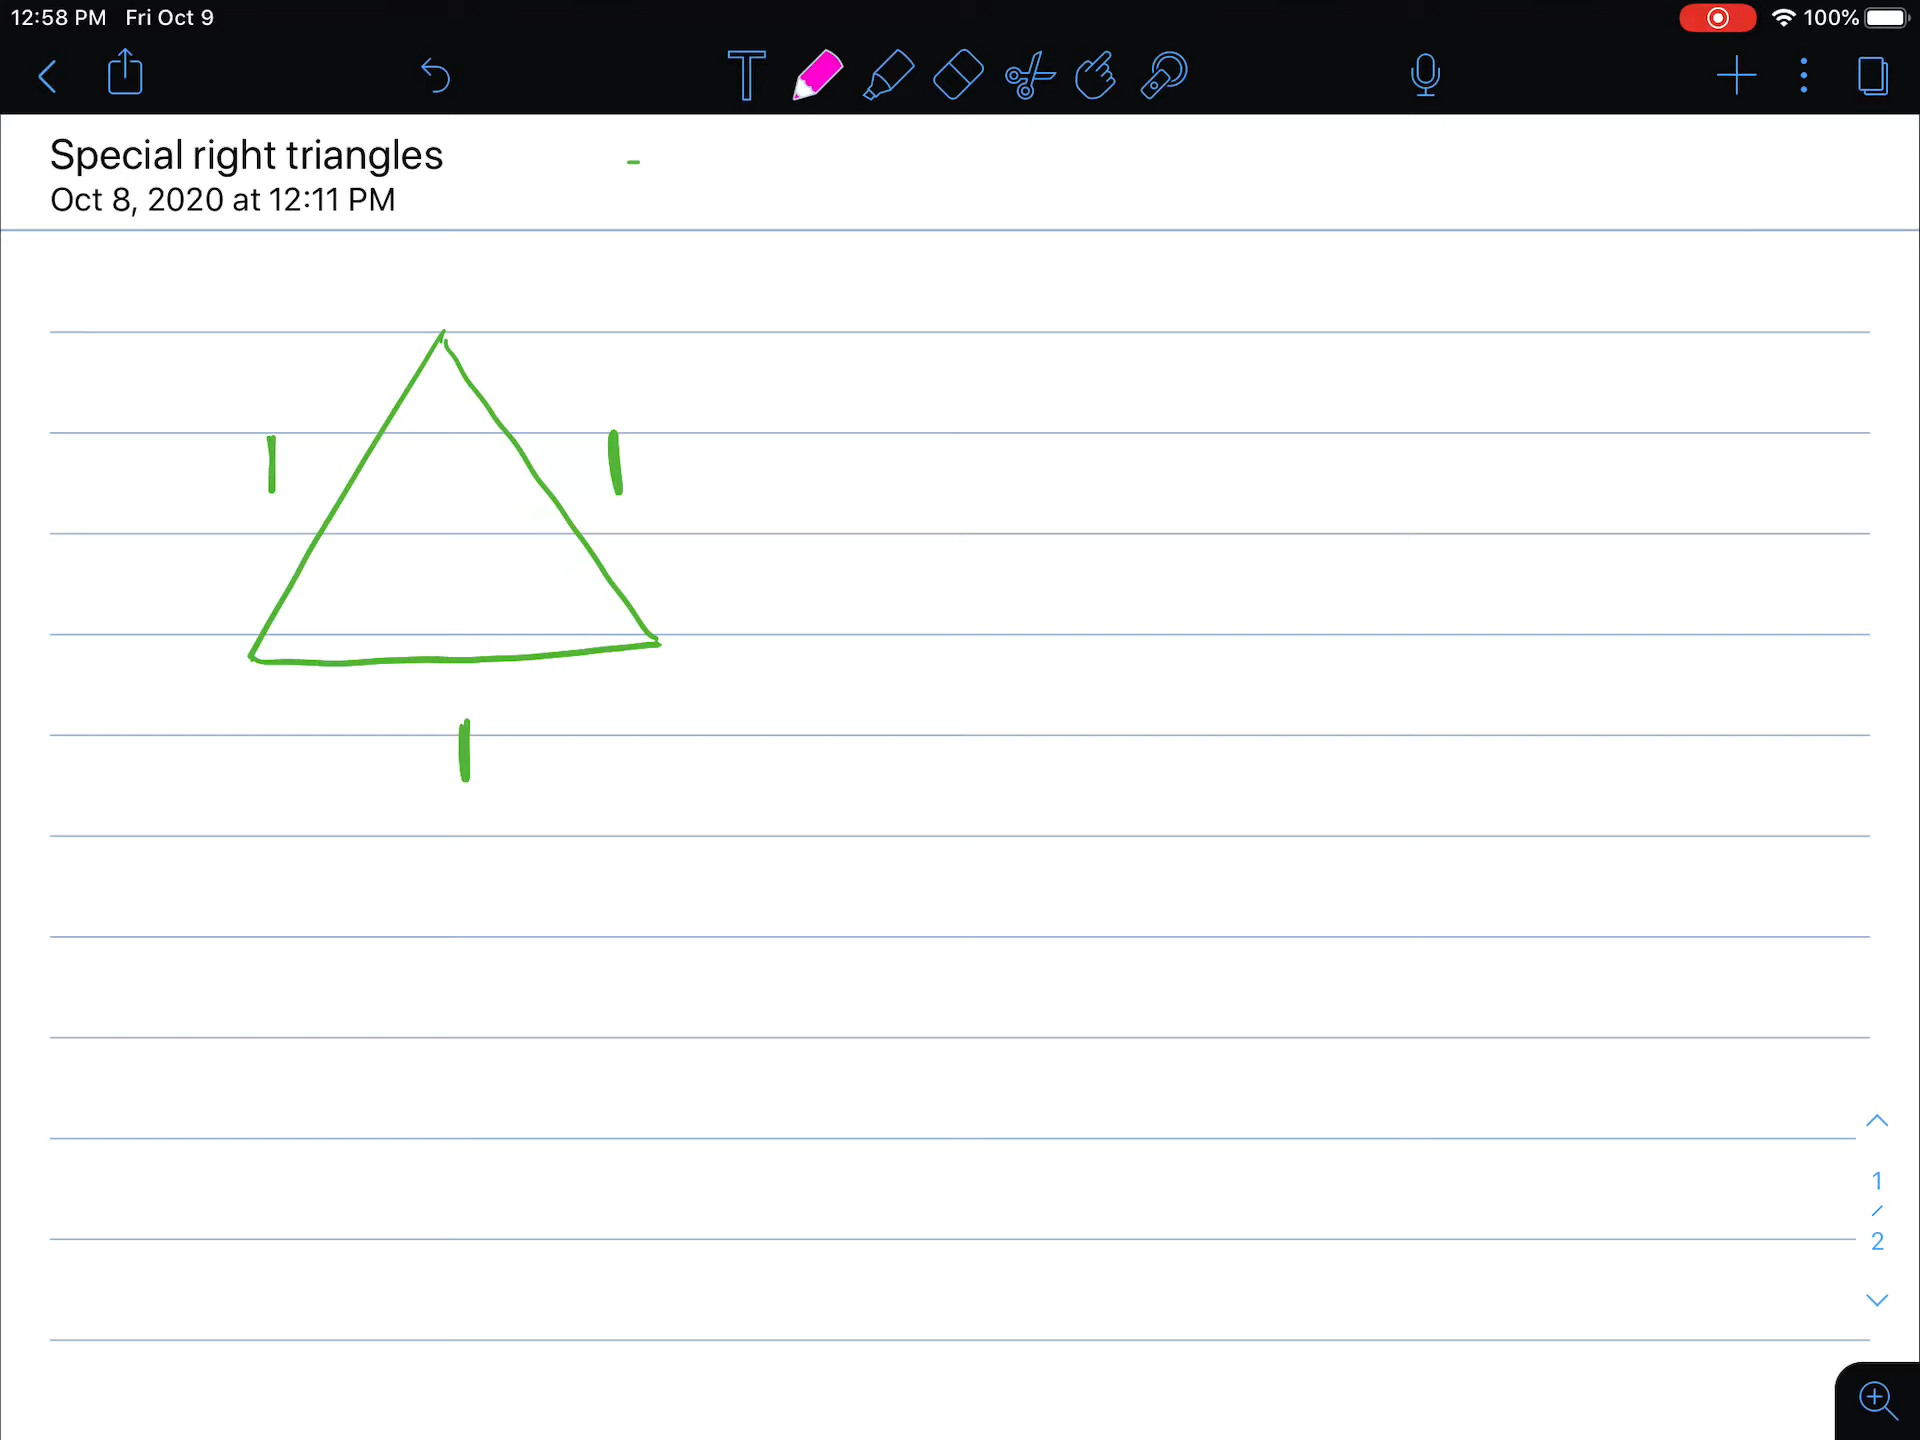 12:58 PM Fri Oct 9 100%
T
Special right triangles
Oct 8, 2020 at 12:11 PM
1 1
1
1
/
2